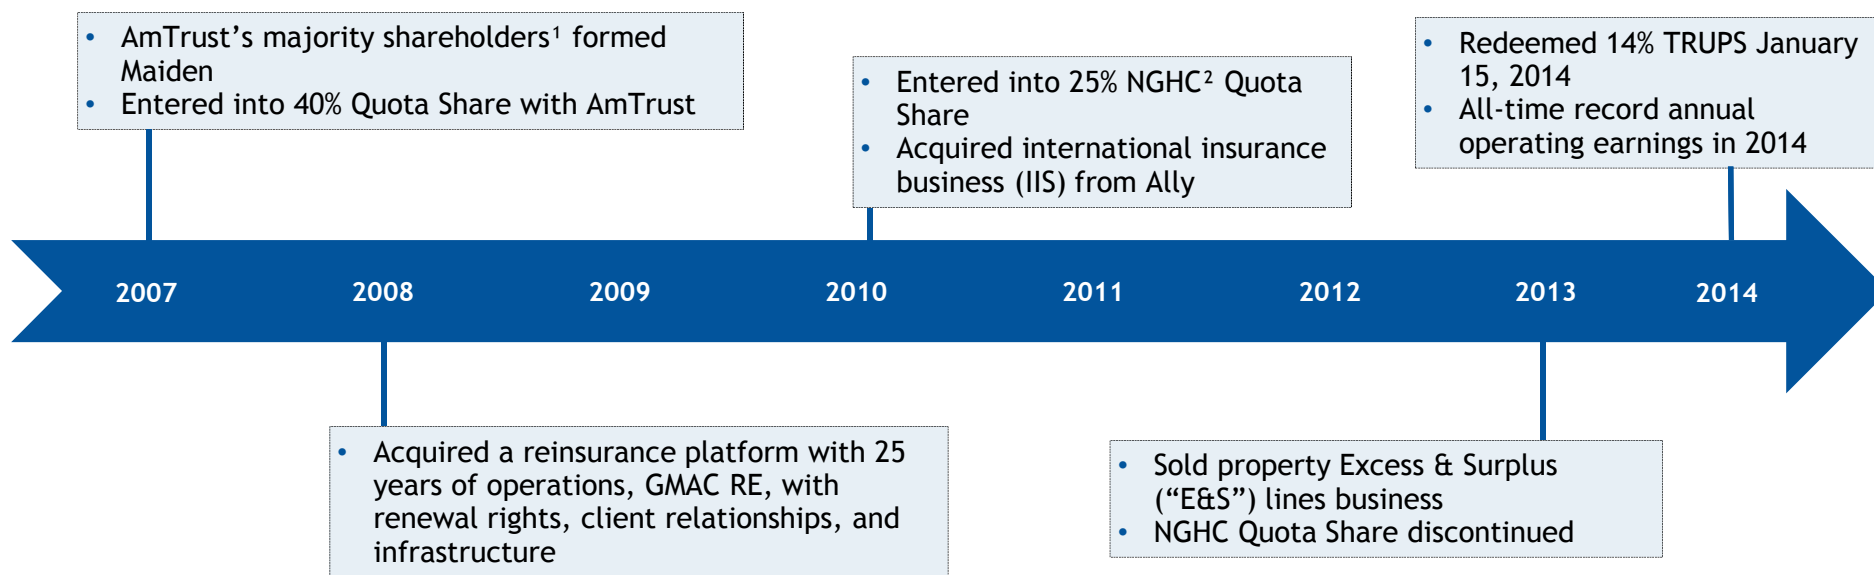 • AmTrust’s majority shareholders¹ formed
Maiden
• Entered into 40% Quota Share with AmTrust
• Entered into 25% NGHC² Quota
Share
• Acquired international insurance
business (IIS) from Ally
• Redeemed 14% TRUPS January
15, 2014
• All-time record annual
operating earnings in 2014
2007 2008 2009 2010 2011 2012 2013 2014
• Acquired a reinsurance platform with 25
years of operations, GMAC RE, with
renewal rights, client relationships, and
infrastructure
• Sold property Excess & Surplus
(“E&S”) lines business
• NGHC Quota Share discontinued